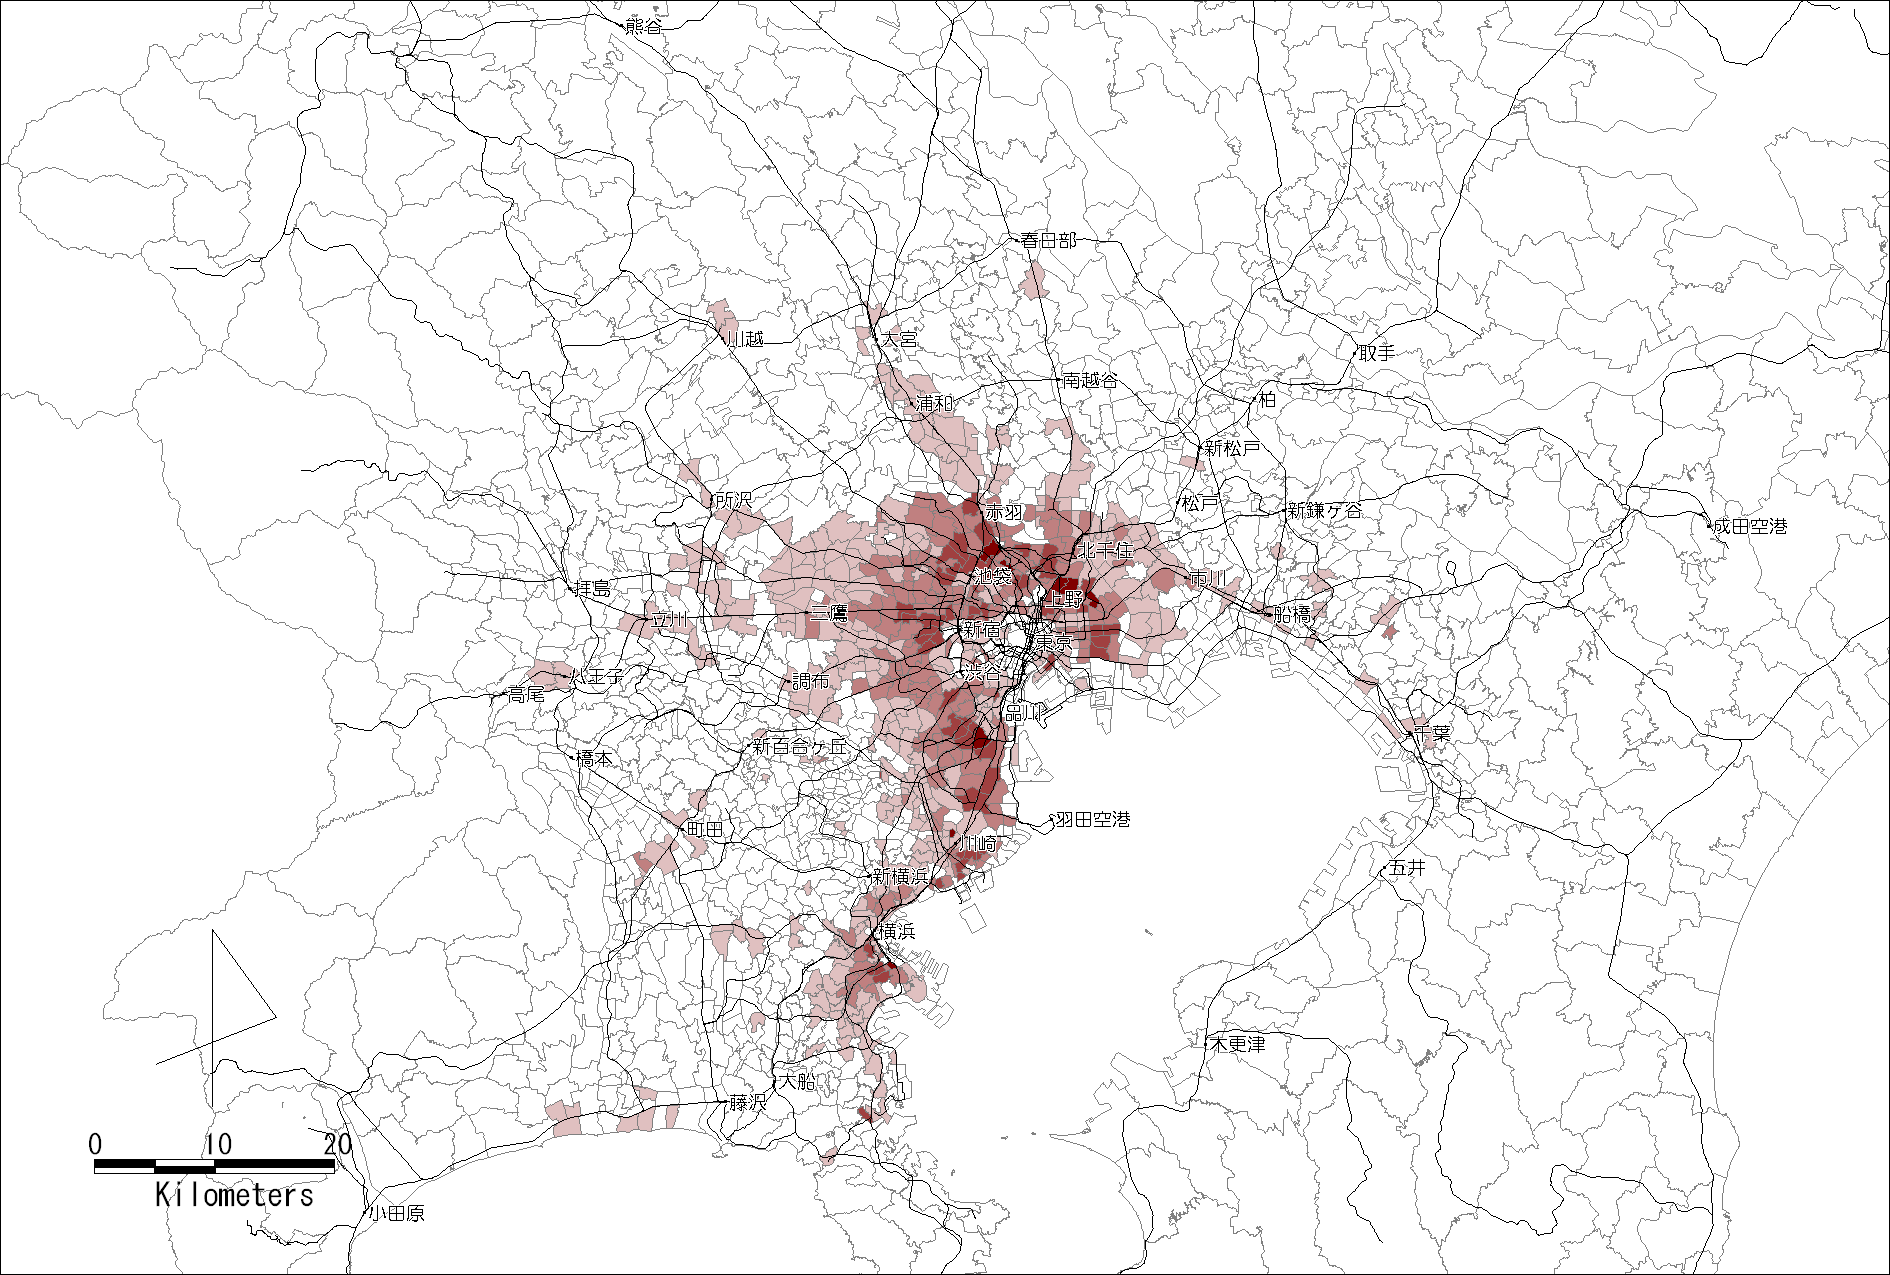 熊谷
春日部
川越
大宮
取手
南越谷
柏
浦和
新松戸
所沢
松戸
赤羽
新鎌ヶ谷
成田空港
北千住
池袋
市川
拝島
上野
三鷹
船橋
立川
新宿
東京
渋谷
八王子
調布
高尾
品川
千葉
新百合ヶ丘
橋本
羽田空港
町田
川崎
五井
新横浜
横浜
木更津
大船
藤沢
0 10 20
Kilometers
小田原